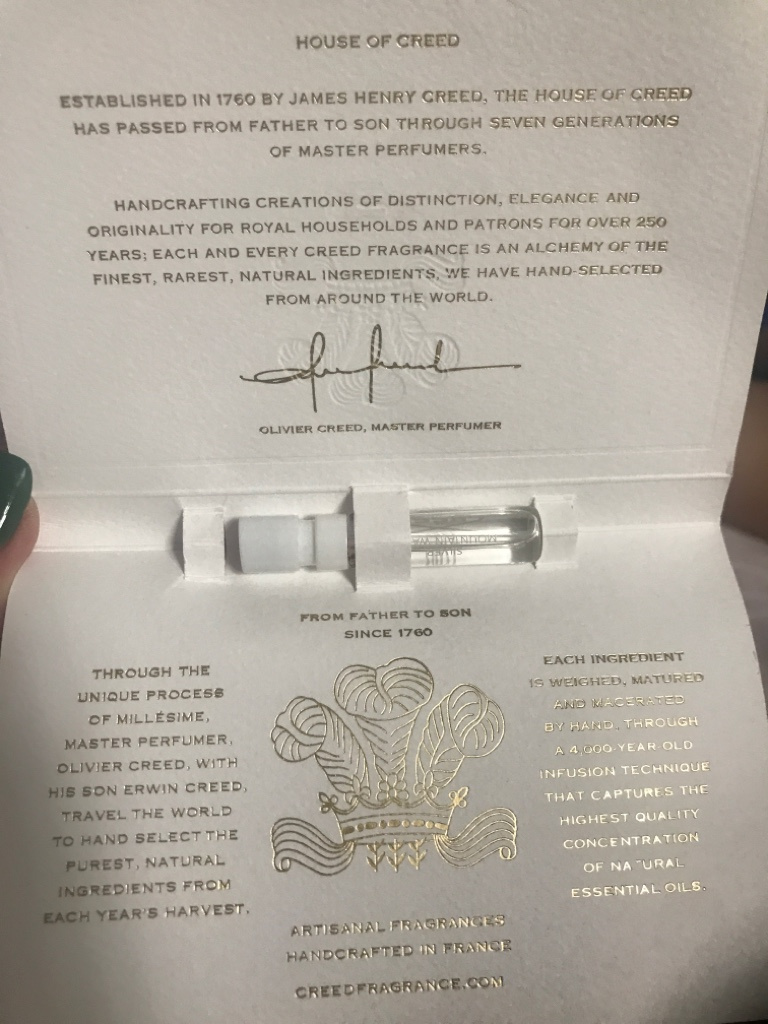 HOUSE OF CREED
ESTABLISHED IN 1760 BY JAMES HENRY CREED, THE HOUSE OF CREED
HAS PASSED FROM FATHER TO SON THROUGH SEVEN GENERATIONS
OF MASTER PERFUMERS.
HANDCRAFTING CREATIONS OF DISTINCTION, ELEGANCE AND
ORIGINALITY FOR ROYAL HOUSEHOLDS AND PATRONS FOR OVER 250
YEARS; EACH AND EVERY CREED FRAGRANCE IS AN ALCHEMY OF THE
FINEST, RAREST, NATURAL INGREDIENTS, WE HAVE HAND-SELECTED
FROM AROUND THE WORLD.
OLIVIER CREED, MASTER PERFUMER
SILVER
MOUNTAIN
FROM FATHER TO SON
SINCE 1760
THROUGH THE
UNIQUE PROCESS
OF MILLÉSIME,
MASTER PERFUMER,
OLIVIER CREED, WITH
HIS SON ERWIN CREED,
TRAVEL THE WORLD
TO HAND SELECT THE
PUREST, NATURAL
INGREDIENTS FROM
EACH YEAR'S HARVEST.
EACH INGREDIENT
IS WEIGHED, MATURED
AND MACERATED
BY HAND, THROUGH
A 4,000-YEAR-OLD
INFUSION TECHNIQUE
THAT CAPTURES THE
HIGHEST QUALITY
CONCENTRATION
OF NATURAL
ESSENTIAL OILS.
ARTISANAL FRAGRANCES
HANDCRAFTED IN FRANCE
CREEDFRAGRANCE.COM